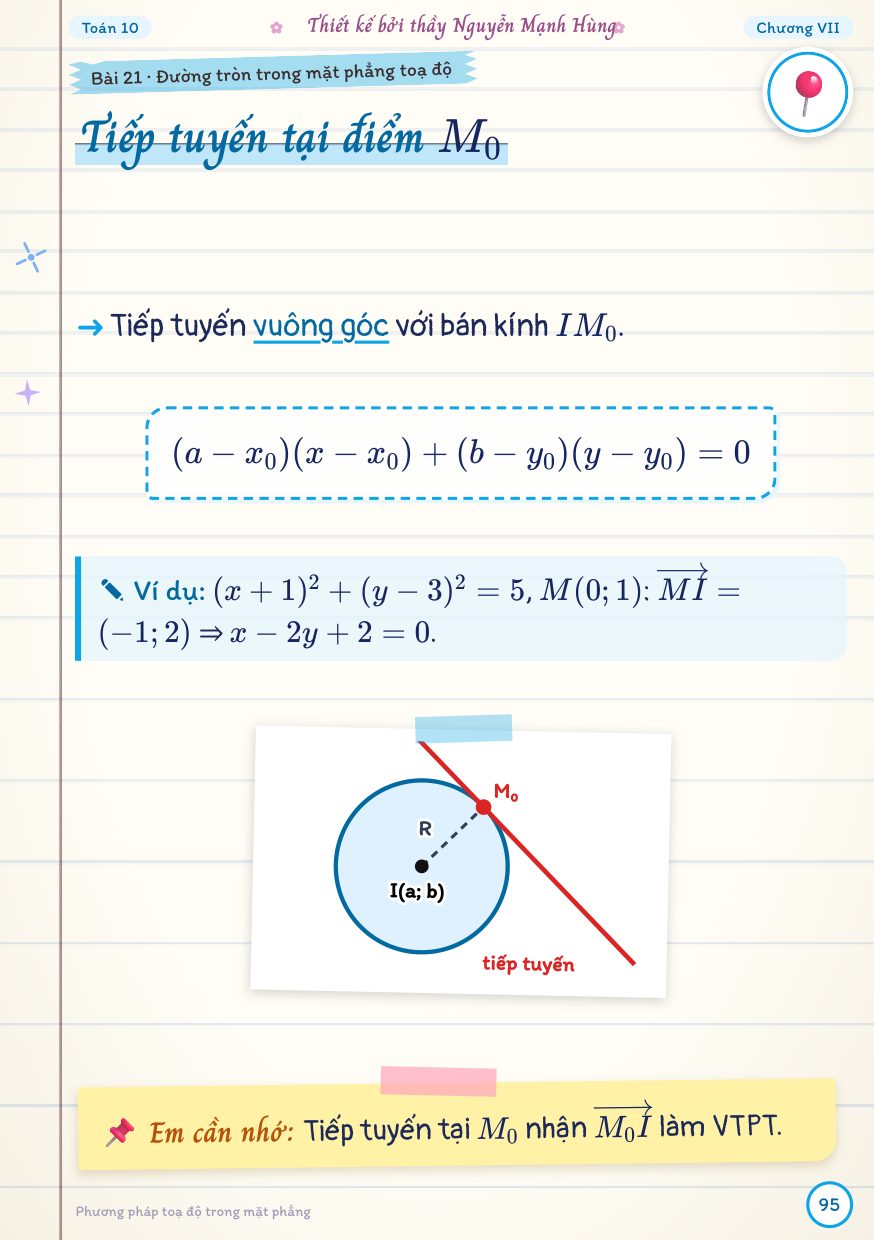 Toán 10
Thiết kế bởi thầy Nguyễn Mạnh Hùng
Chương VII
Bài 21 · Đường tròn trong mặt phẳng toạ độ
Tiếp tuyến tại điểm M₀
→ Tiếp tuyến vuông góc với bán kính IM₀.
(a − x₀)(x − x₀) + (b − y₀)(y − y₀) = 0
Ví dụ: (x + 1)² + (y − 3)² = 5, M(0; 1): \overrightarrow{MI} =
(−1; 2) ⇒ x − 2y + 2 = 0.
M₀
R
I(a; b)
tiếp tuyến
Em cần nhớ: Tiếp tuyến tại M₀ nhận \overrightarrow{M₀I} làm VTPT.
Phương pháp toạ độ trong mặt phẳng
95